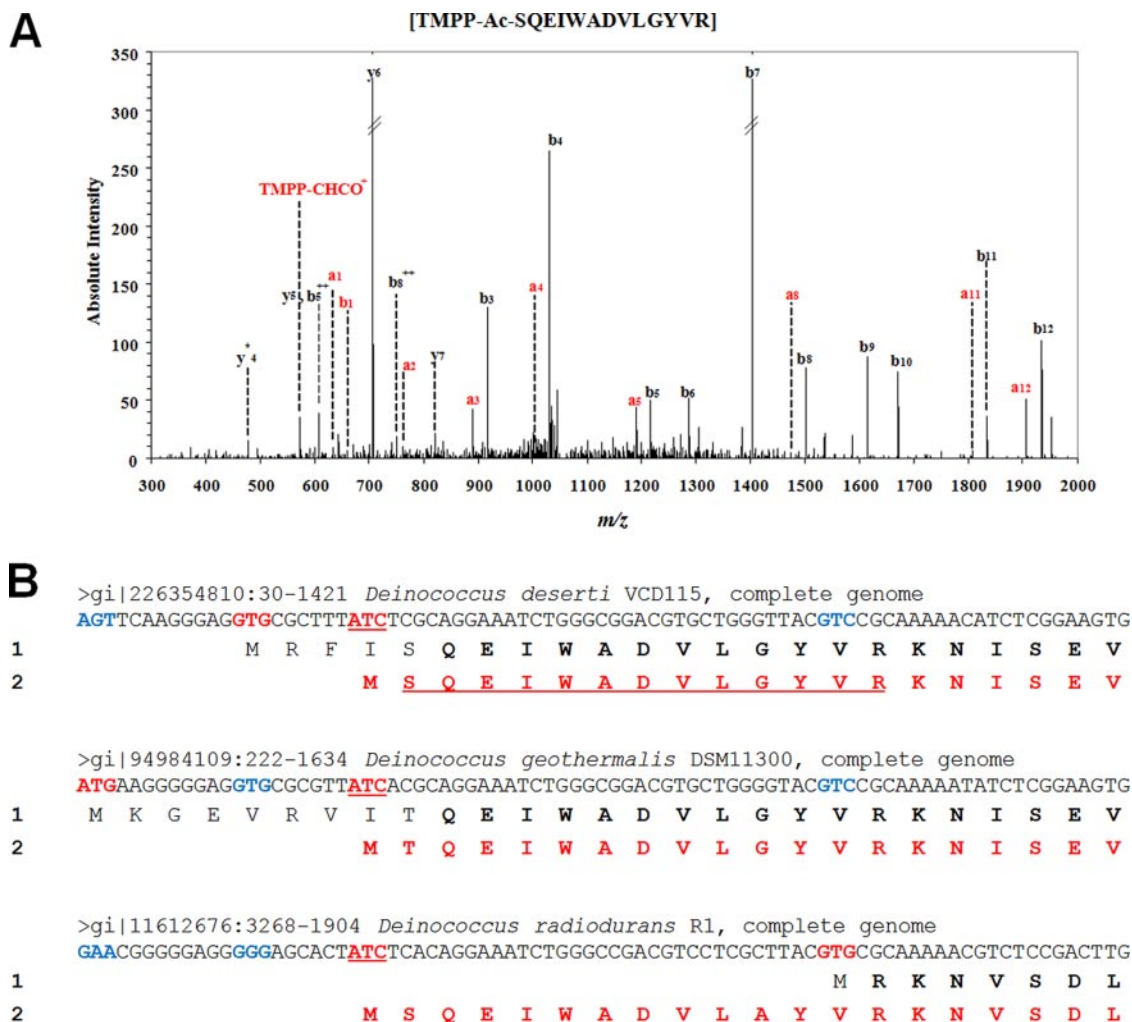 A
[TMPP-Ac-SQEIWADVLGYVR]
350
300
250
200
150
100
50
0
Absolute Intensity
300 400 500 600 700 800 900 1000 1100 1200 1300 1400 1500 1600 1700 1800 1900 2000
m/z
y+4
y5, b5++
TMPP-CHCO+
a1
b1
y6
b8++
a2
y7
a3
b3
a4
b4
a5
b5
b6
b7
a8
b8
b9
b10
a11
b11
a12
b12
B
>gi|226354810:30-1421 Deinococcus deserti VCD115, complete genome
AGTTCAAGGGAGGTGCGCTTTATCTCGCAGGAAATCTGGGCGGACGTGCTGGGTTACGTCCGCAAAAACATCTCGGAAGTG
1 M R F I S Q E I W A D V L G Y V R K N I S E V
2 M S Q E I W A D V L G Y V R K N I S E V
>gi|94984109:222-1634 Deinococcus geothermalis DSM11300, complete genome
ATGAAGGGGGAGGTGCGCGTTATCACGCAGGAAATCTGGGCGGACGTGCTGGGGTACGTCCGCAAAAATATCTCGGAAGTG
1 M K G E V R V I T Q E I W A D V L G Y V R K N I S E V
2 M T Q E I W A D V L G Y V R K N I S E V
>gi|11612676:3268-1904 Deinococcus radiodurans R1, complete genome
GAACGGGGGAGGGGGAGCACTATCTCACAGGAAATCTGGGCCGACGTCCTCGCTTACGTGCGCAAAAACGTCTCCGACTTG
1 M R K N V S D L
2 M S Q E I W A D V L A Y V R K N V S D L